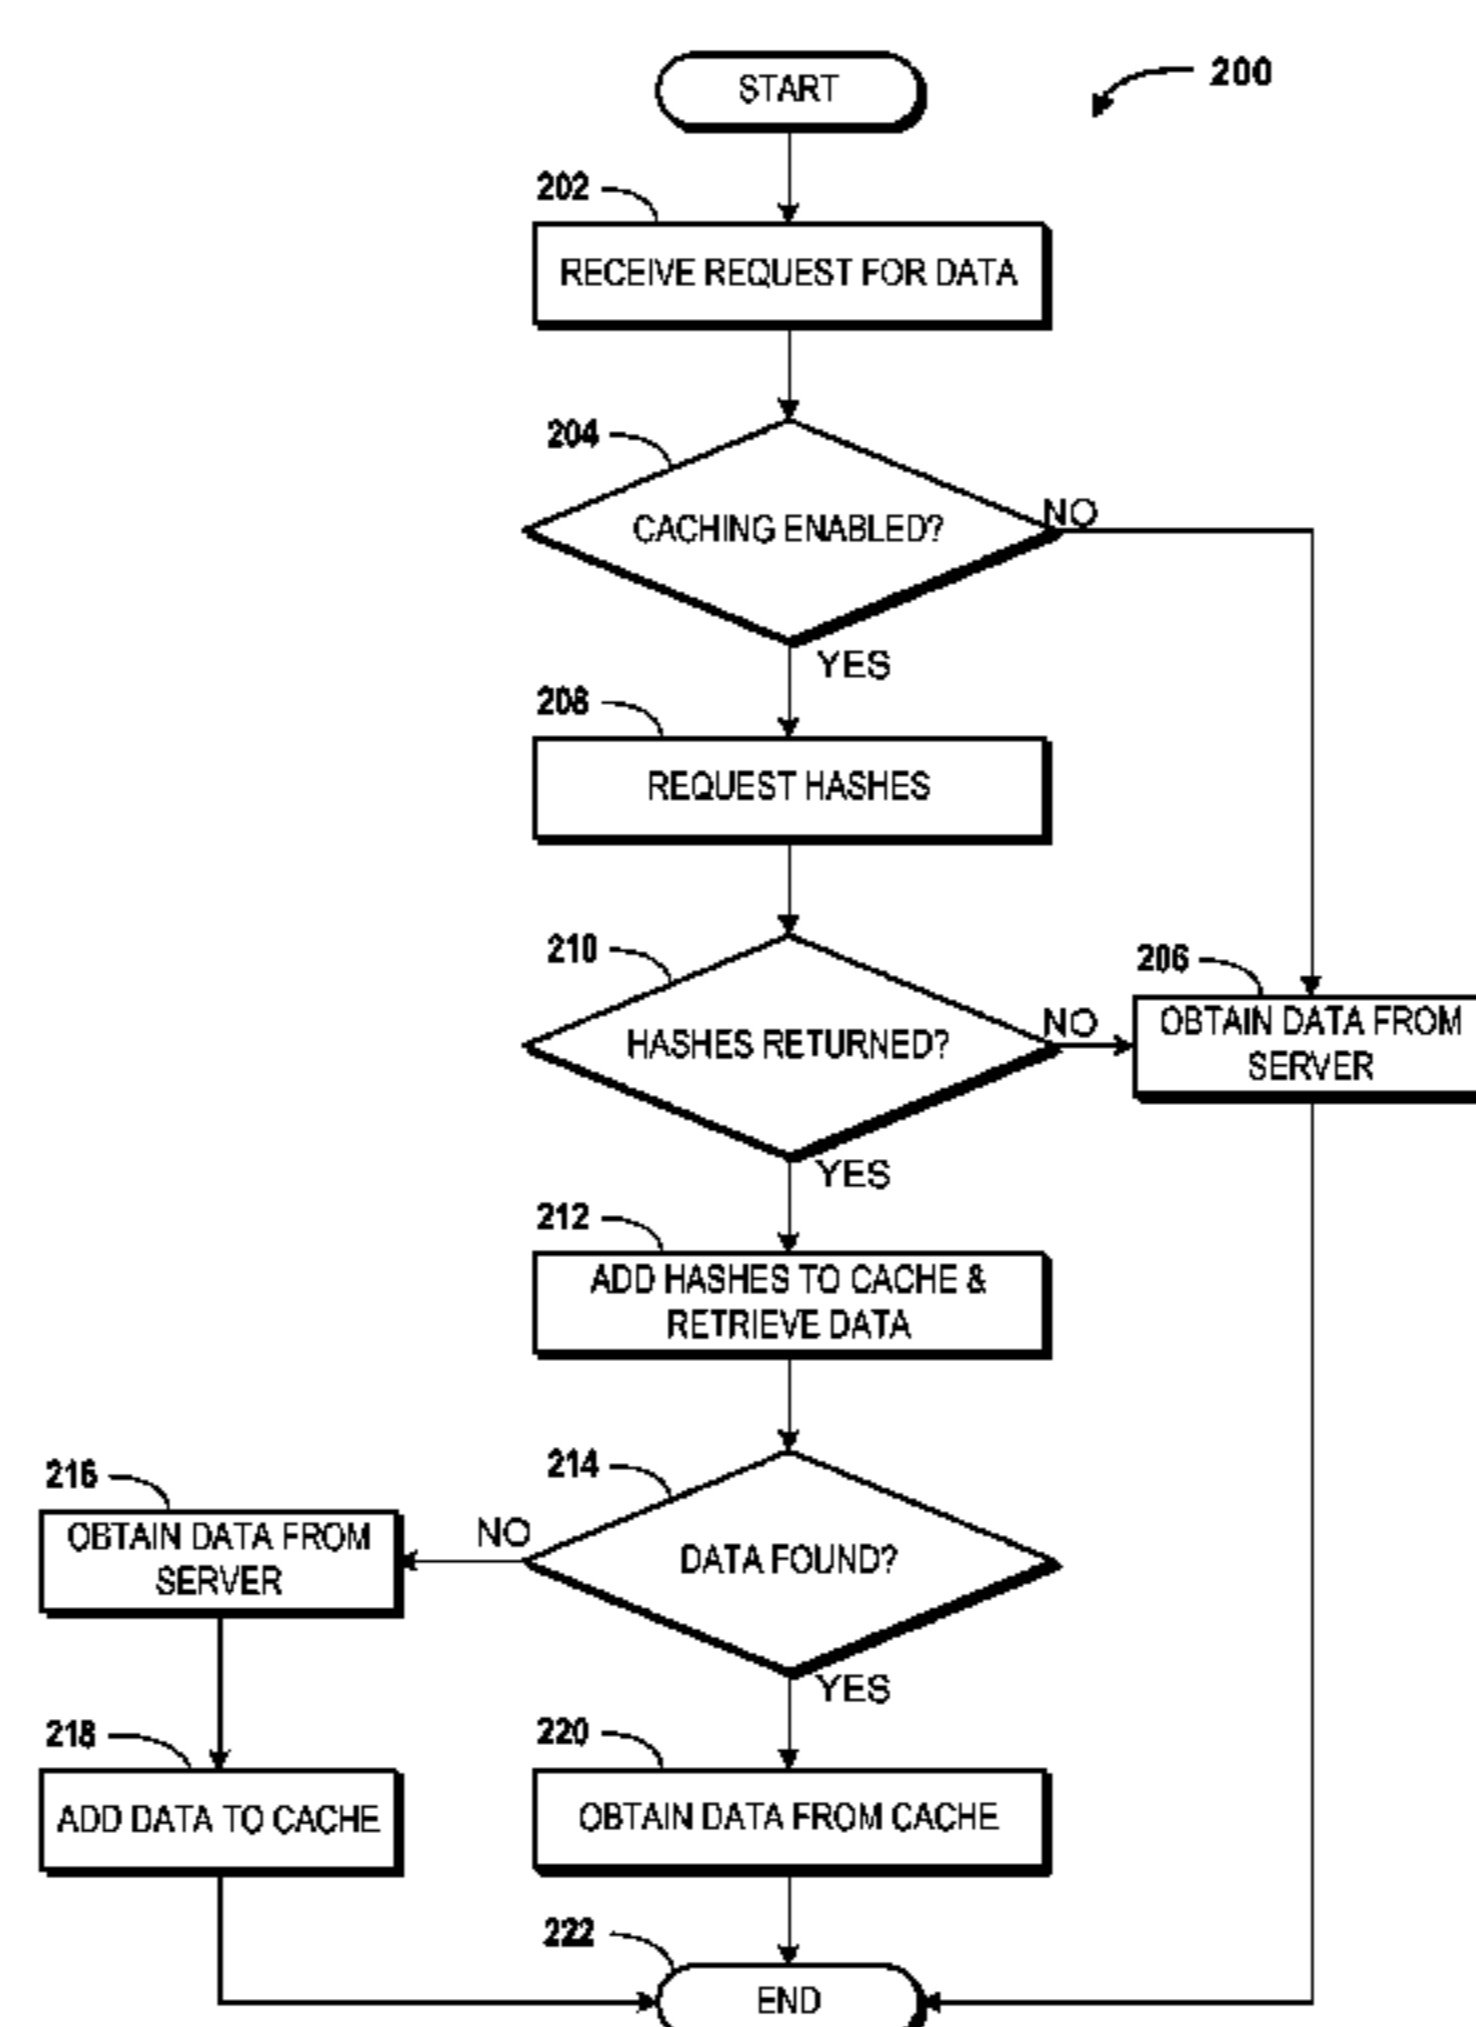 START
200
202
RECEIVE REQUEST FOR DATA
204
CACHING ENABLED?
NO
YES
208
REQUEST HASHES
210
HASHES RETURNED?
NO
206
OBTAIN DATA FROM
SERVER
YES
212
ADD HASHES TO CACHE &
RETRIEVE DATA
214
DATA FOUND?
NO
216
OBTAIN DATA FROM
SERVER
YES
218
ADD DATA TO CACHE
220
OBTAIN DATA FROM CACHE
222
END